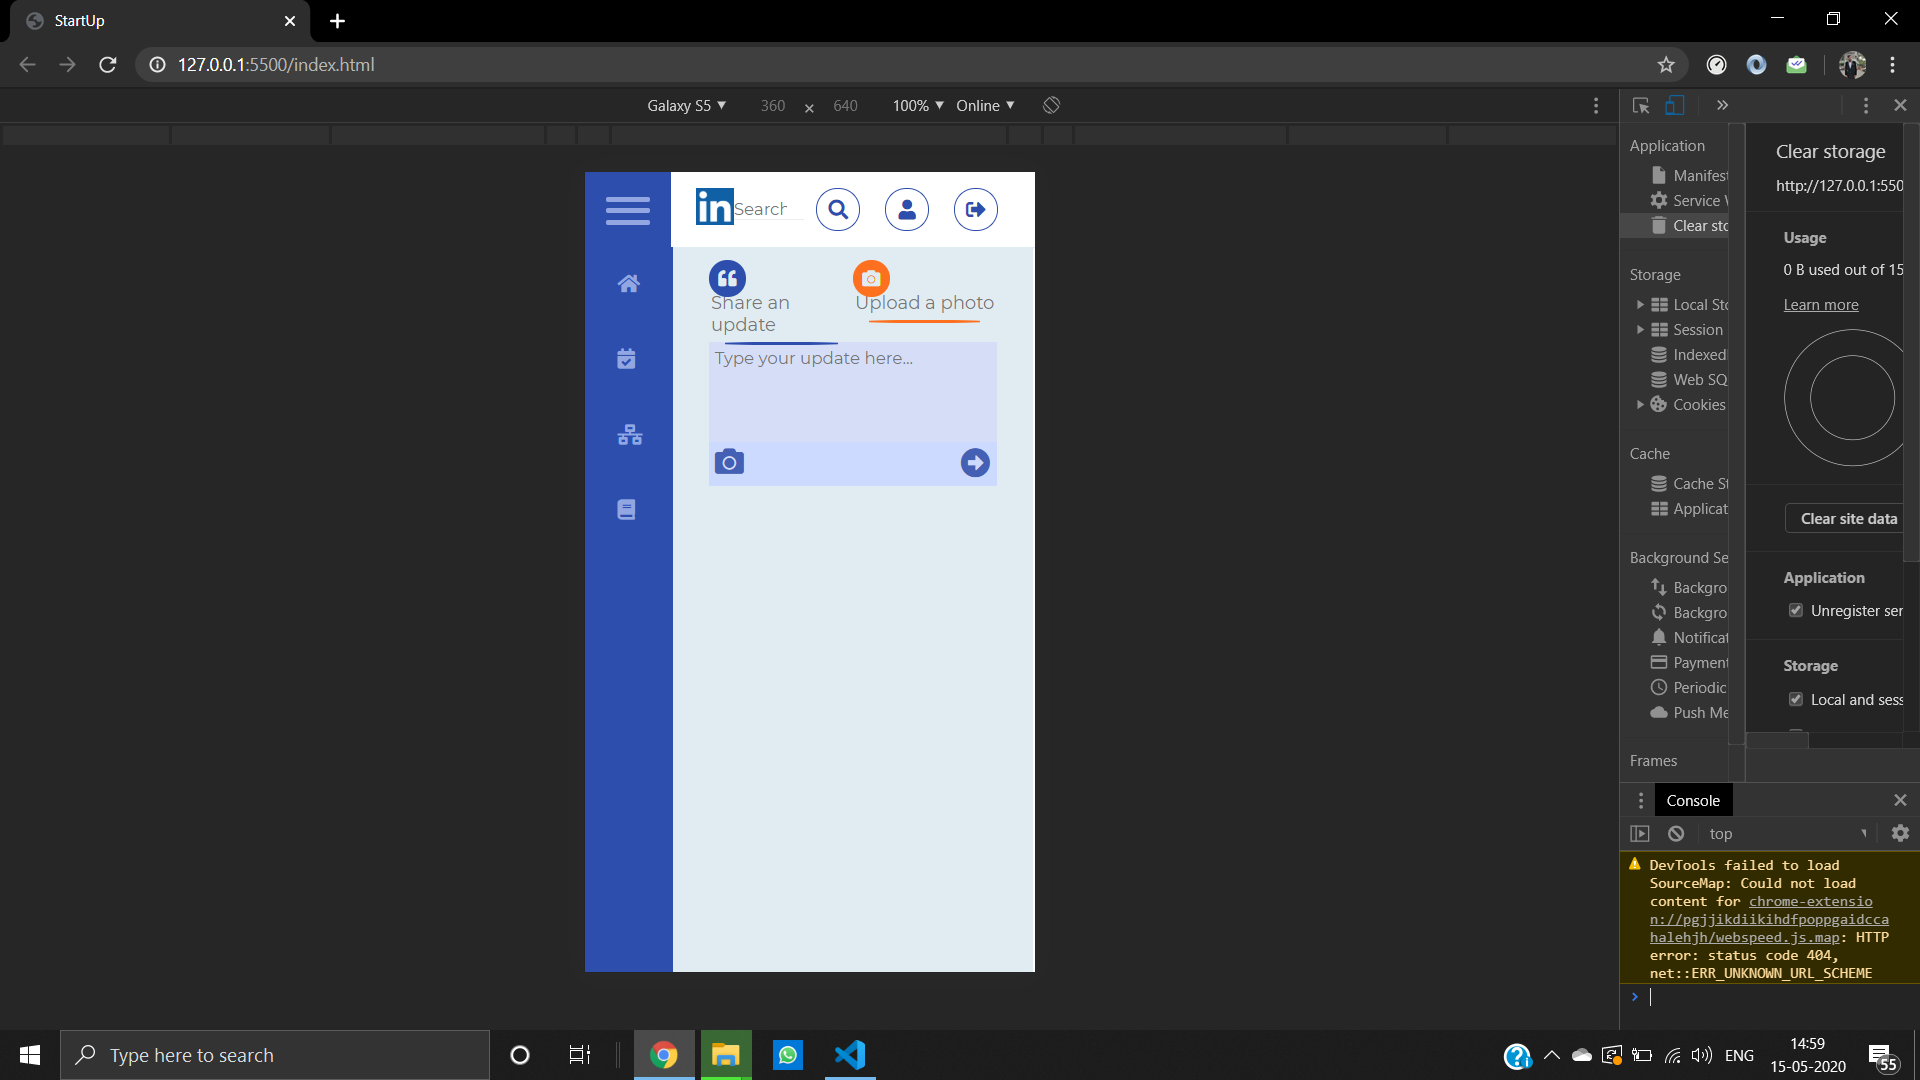 StartUp
127.0.0.1:5500/index.html
Galaxy S5 ▼ 360 × 640 100% ▼ Online ▼
»
in Search
Share an update
Upload a photo
Type your update here...
Application
Manifest
Service W
Clear sto
Storage
Local Sto
Session
Indexed
Web SQ
Cookies
Cache
Cache St
Applicat
Background Se
Backgro
Backgro
Notificat
Payment
Periodic
Push Me
Frames
Clear storage
http://127.0.0.1:550
Usage
0 B used out of 15
Learn more
Clear site data
Application
Unregister ser
Storage
Local and sess
Console
top
DevTools failed to load
SourceMap: Could not load
content for chrome-extensio
n://pgjjikdiikihdfpoppgaidcca
halehjh/webspeed.js.map: HTTP
error: status code 404,
net::ERR_UNKNOWN_URL_SCHEME
Type here to search
ENG
14:59
15-05-2020
55